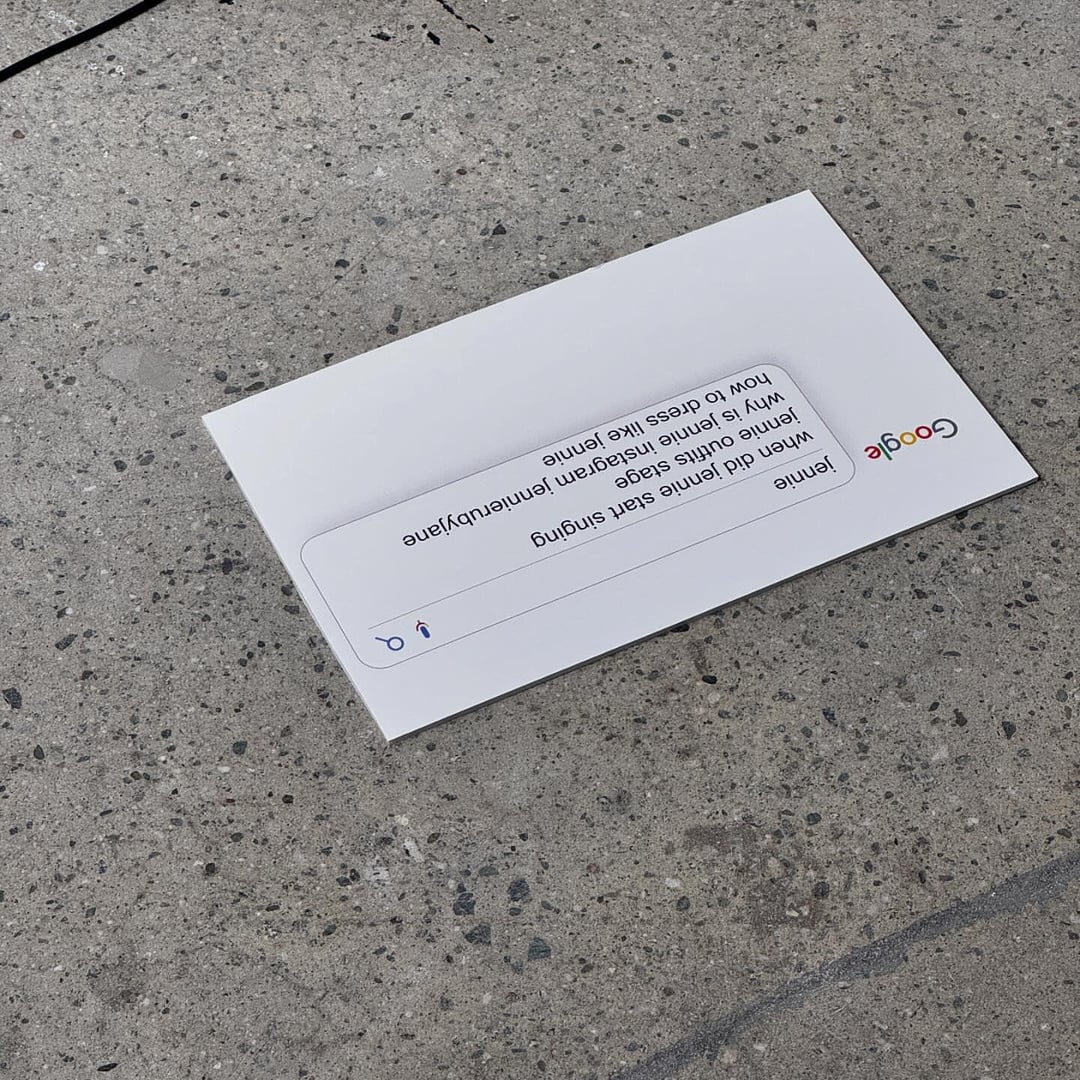 Google
jennie
when did jennie start singing
jennie outfits stage
why is jennie instagram jennierubyjane
how to dress like jennie